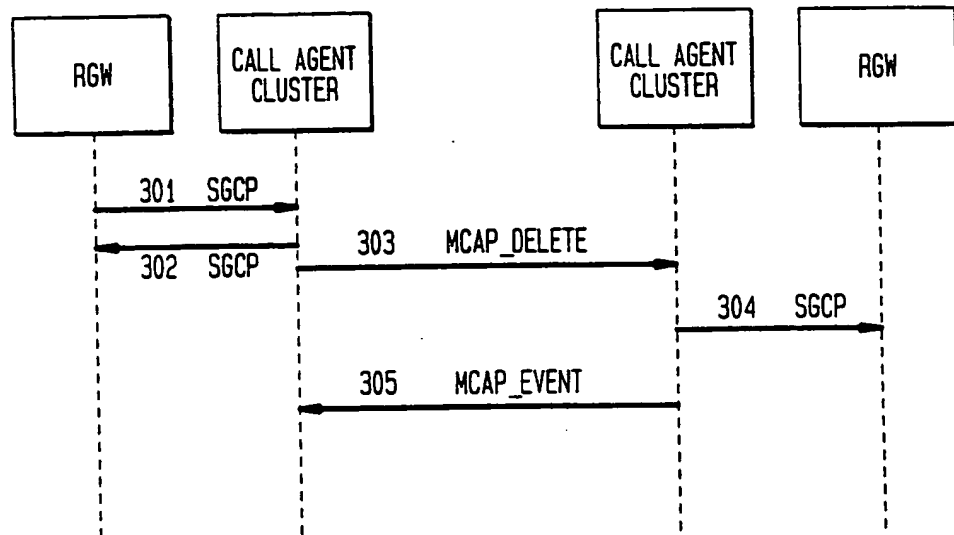 RGW
CALL AGENT
CLUSTER
CALL AGENT
CLUSTER
RGW
301 SGCP
302 SGCP
303 MCAP_DELETE
304 SGCP
305 MCAP_EVENT